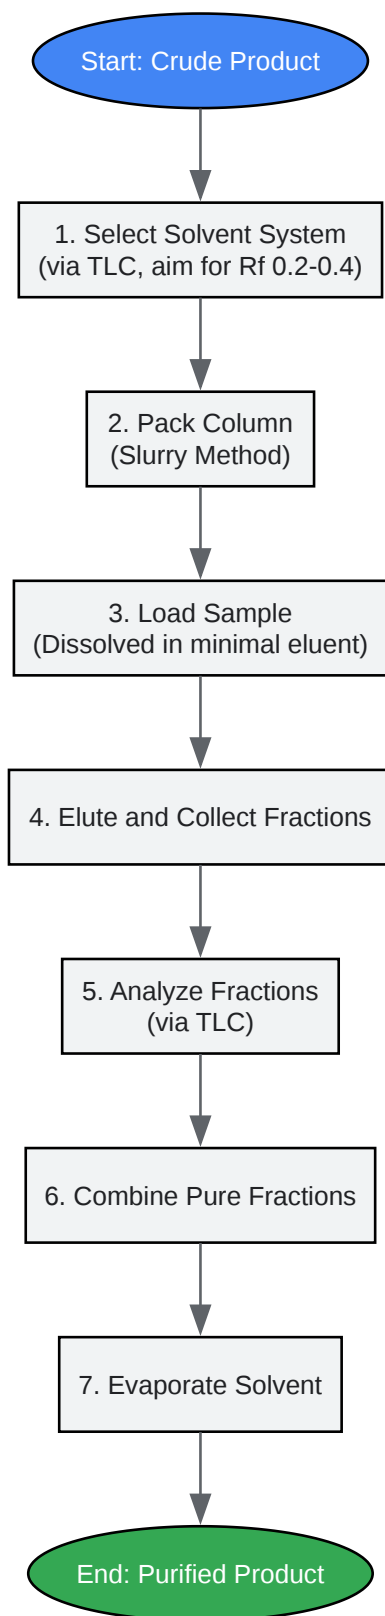 Start: Crude Product
1. Select Solvent System
(via TLC, aim for Rf 0.2-0.4)
2. Pack Column
(Slurry Method)
3. Load Sample
(Dissolved in minimal eluent)
4. Elute and Collect Fractions
5. Analyze Fractions
(via TLC)
6. Combine Pure Fractions
7. Evaporate Solvent
End: Purified Product